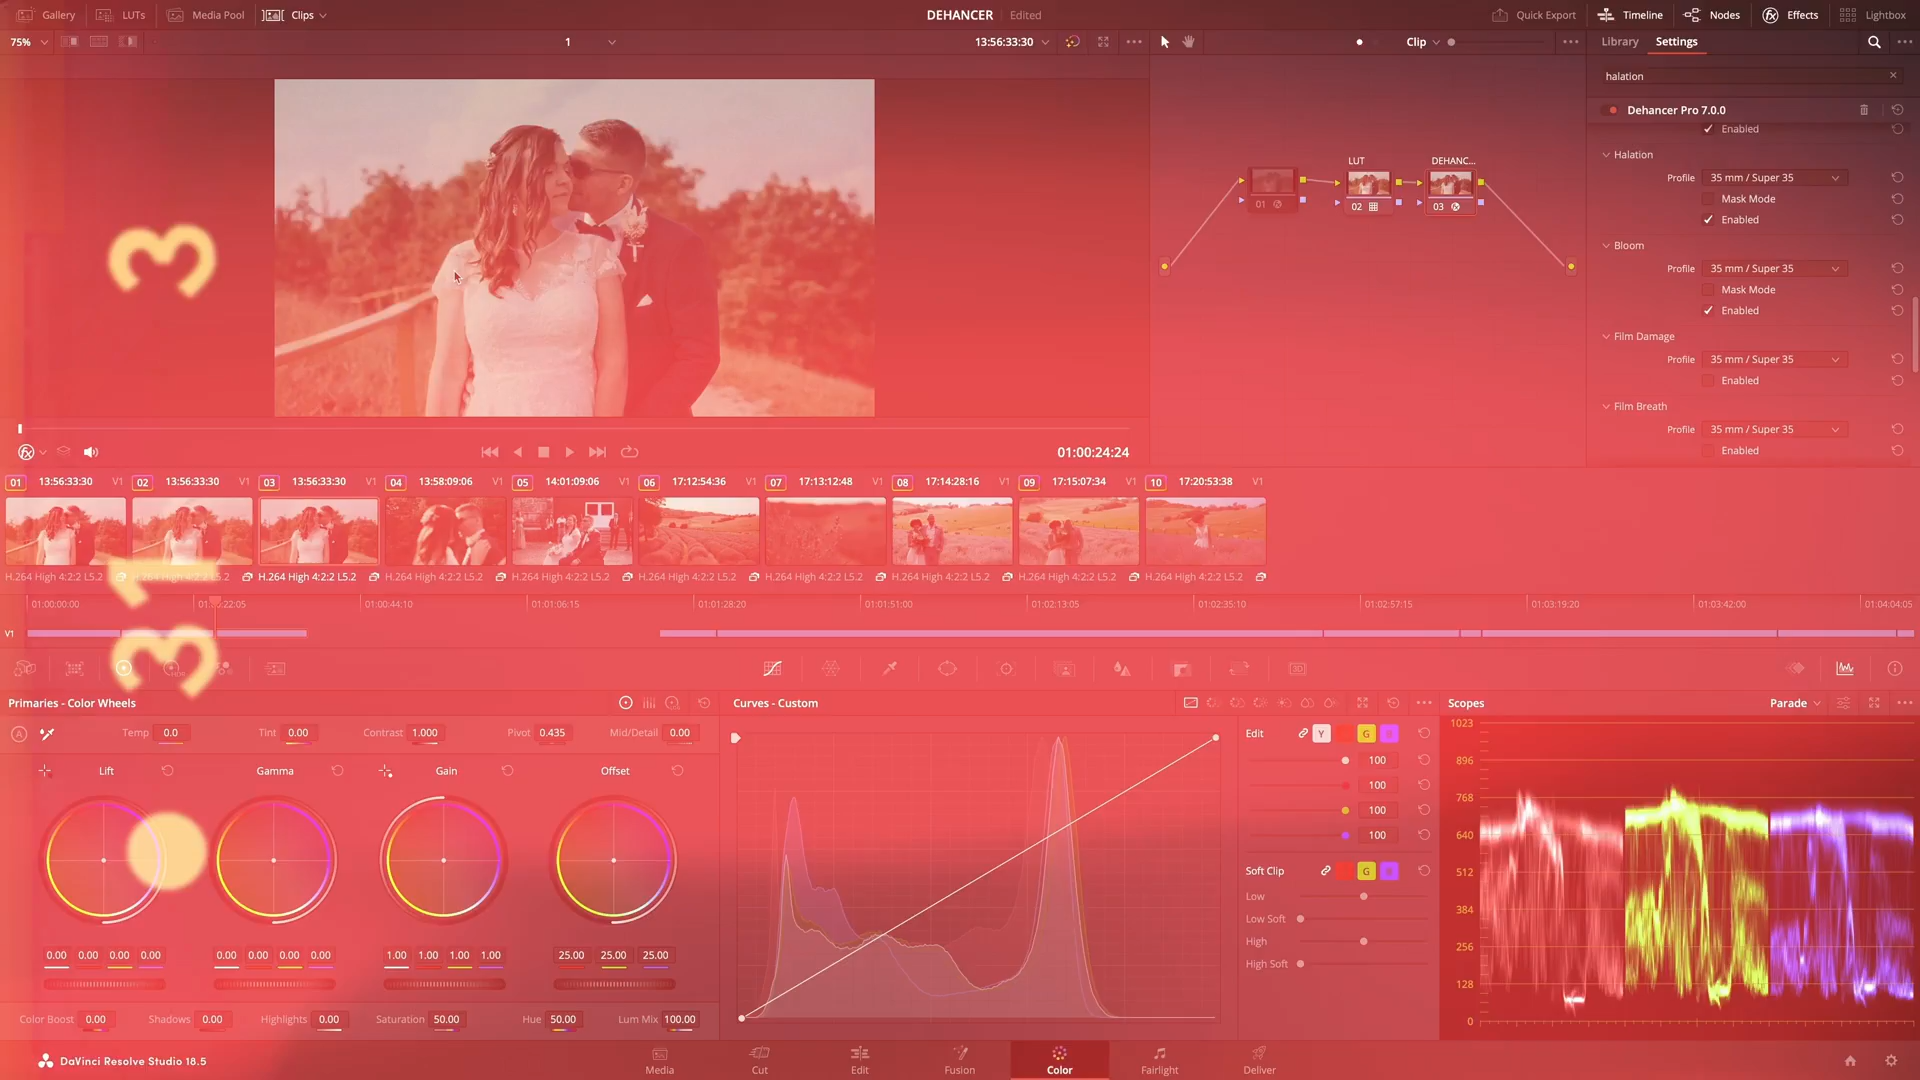 Gallery LUTs Media Pool Clips DEHANCER Edited Quick Export Timeline Nodes Effects Lightbox
75% 1 13:56:33:30 Clip Library Settings
halation
Dehancer Pro 7.0.0
Enabled
Halation
Profile 35 mm / Super 35
Mask Mode
Enabled
Bloom
Profile 35 mm / Super 35
Mask Mode
Enabled
Film Damage
Profile 35 mm / Super 35
Enabled
Film Breath
Profile 35 mm / Super 35
Enabled
LUT DEHANC...
01 02 03
3
01:00:24:24
01 13:56:33:30 V1 02 13:56:33:30 V1 03 13:56:33:30 V1 04 13:58:09:06 V1 05 14:01:09:06 V1 06 17:12:54:36 V1 07 17:13:12:48 V1 08 17:14:28:16 V1 09 17:15:07:34 V1 10 17:20:53:38 V1
H.264 High 4:2:2 L5.2 H.264 High 4:2:2 L5.2 H.264 High 4:2:2 L5.2 H.264 High 4:2:2 L5.2 H.264 High 4:2:2 L5.2 H.264 High 4:2:2 L5.2 H.264 High 4:2:2 L5.2 H.264 High 4:2:2 L5.2 H.264 High 4:2:2 L5.2 H.264 High 4:2:2 L5.2
01:00:00:00 01:00:22:05 01:00:44:10 01:01:06:15 01:01:28:20 01:01:51:00 01:02:13:05 01:02:35:10 01:02:57:15 01:03:19:20 01:03:42:00 01:04:04:05
V1
3
3D
Primaries - Color Wheels
A Temp 0.0 Tint 0.00 Contrast 1.000 Pivot 0.435 Mid/Detail 0.00
Lift Gamma Gain Offset
0.00 0.00 0.00 0.00 0.00 0.00 0.00 0.00 1.00 1.00 1.00 1.00 25.00 25.00 25.00
Color Boost 0.00 Shadows 0.00 Highlights 0.00 Saturation 50.00 Hue 50.00 Lum Mix 100.00
Curves - Custom
Edit Y G
100
100
100
100
Soft Clip G
Low
Low Soft
High
High Soft
Scopes Parade
1023
896
768
640
512
384
256
128
0
DaVinci Resolve Studio 18.5
Media Cut Edit Fusion Color Fairlight Deliver